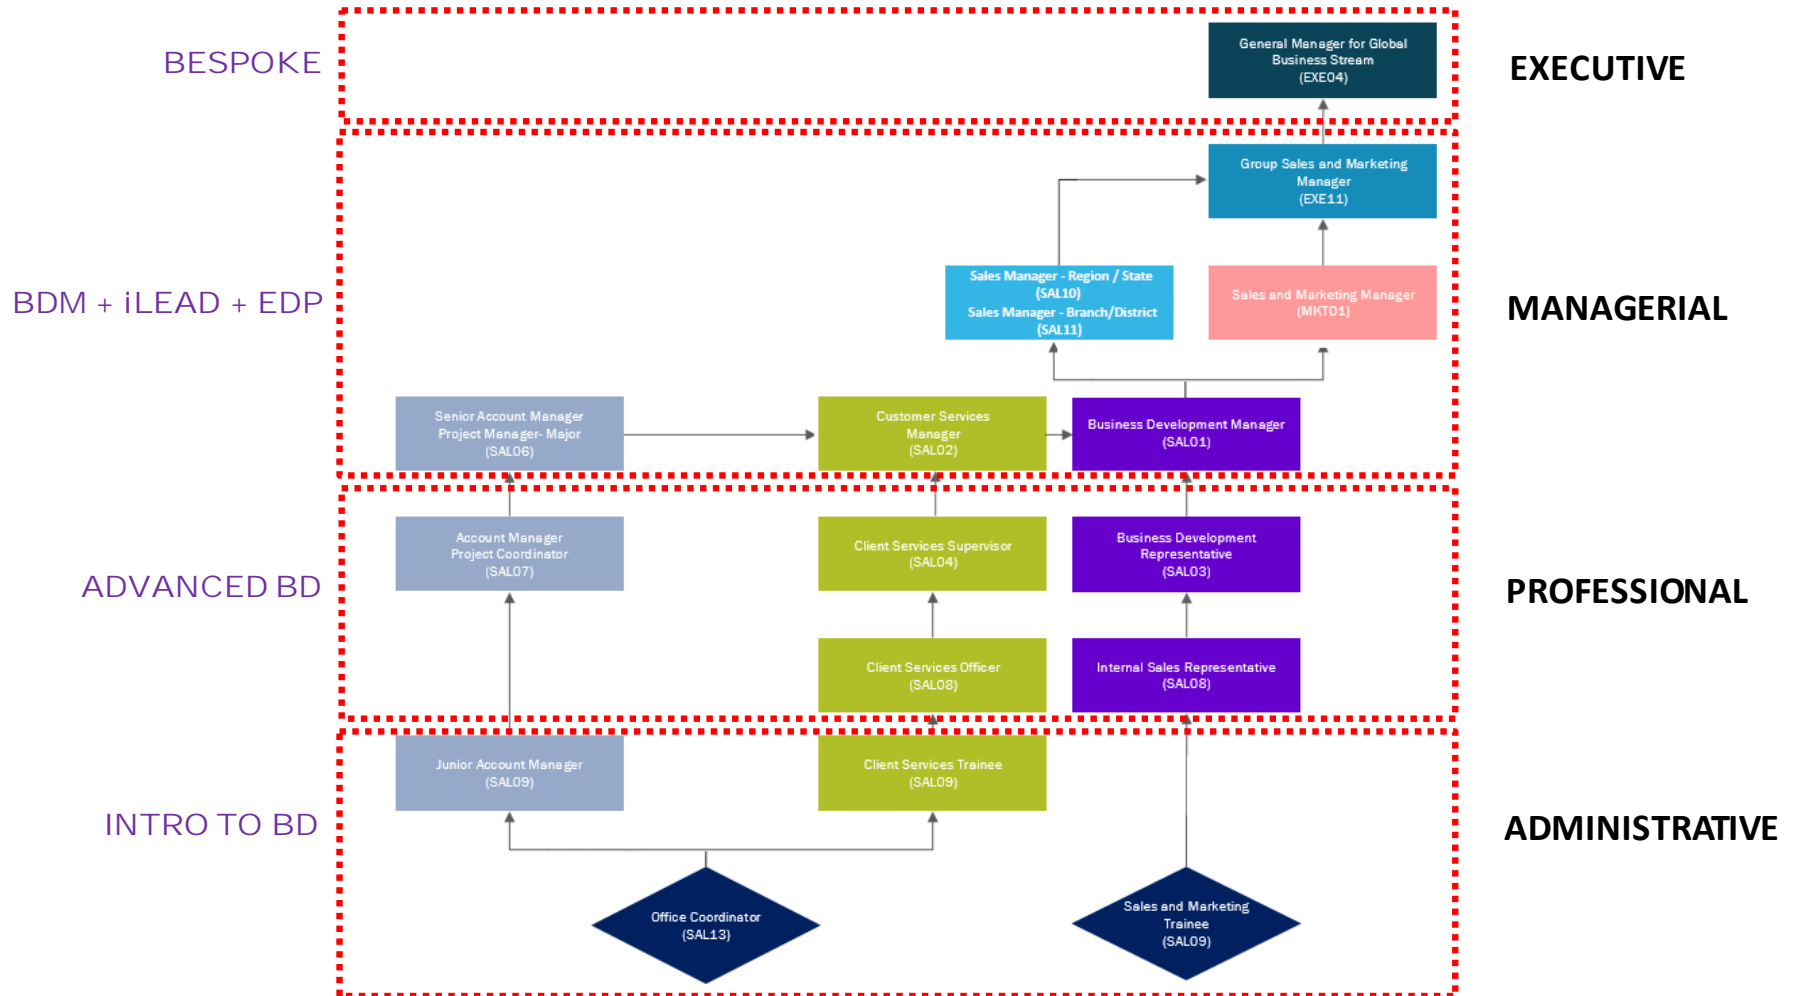 BESPOKE
General Manager for Global
Business Stream
(EXE04)
EXECUTIVE
Group Sales and Marketing
Manager
(EXE11)
BDM + iLEAD + EDP
Sales Manager - Region / State
(SAL10)
Sales Manager - Branch/District
(SAL11)
Sales and Marketing Manager
(MKT01)
MANAGERIAL
Senior Account Manager
Project Manager- Major
(SAL06)
Customer Services
Manager
(SAL02)
Business Development Manager
(SAL01)
ADVANCED BD
Account Manager
Project Coordinator
(SAL07)
Client Services Supervisor
(SAL04)
Business Development
Representative
(SAL03)
PROFESSIONAL
Client Services Officer
(SAL08)
Internal Sales Representative
(SAL08)
INTRO TO BD
Junior Account Manager
(SAL09)
Client Services Trainee
(SAL09)
ADMINISTRATIVE
Office Coordinator
(SAL13)
Sales and Marketing
Trainee
(SAL09)